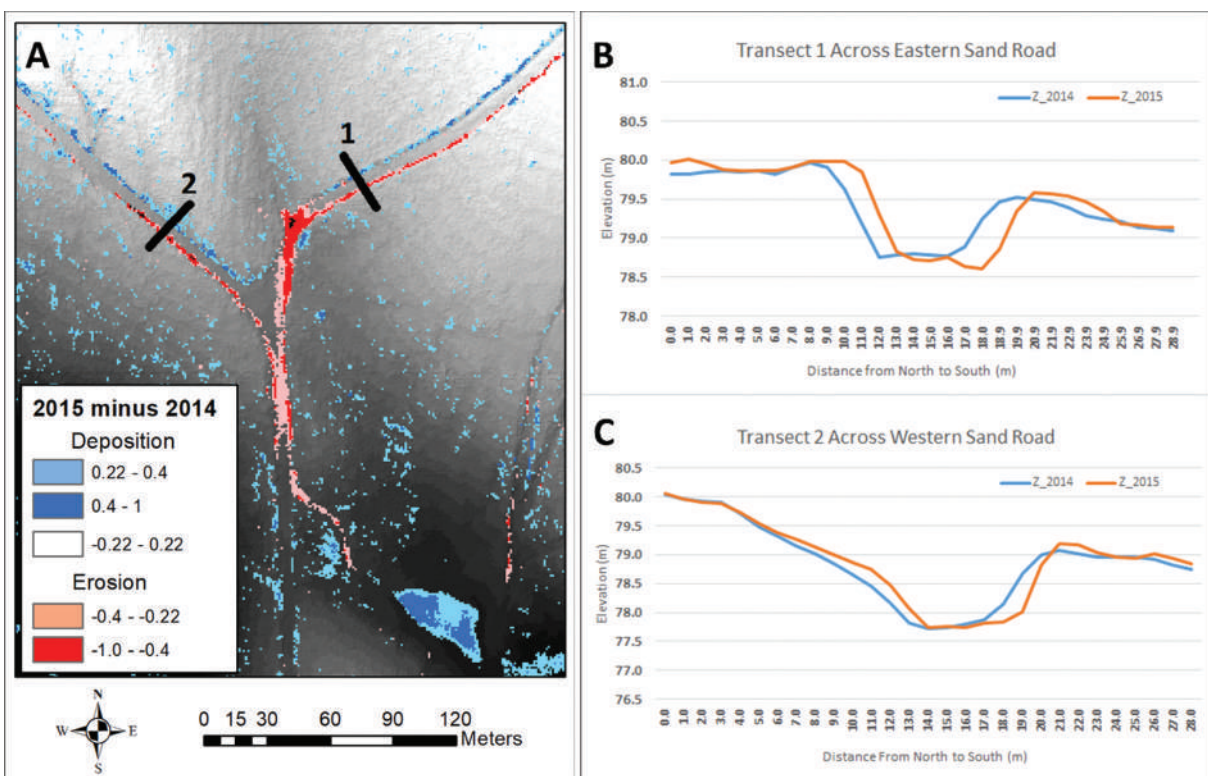 A
1
2
2015 minus 2014
Deposition
0.22 - 0.4
0.4 - 1
-0.22 - 0.22
Erosion
-0.4 - -0.22
-1.0 - -0.4
N
W E
S
0 15 30 60 90 120
Meters
B
Transect 1 Across Eastern Sand Road
Z_2014 Z_2015
81.0
80.5
80.0
79.5
79.0
78.5
78.0
Elevation (m)
0.0 1.0 2.0 3.0 4.0 5.0 6.0 7.0 8.0 9.0 10.0 11.0 12.0 13.0 14.0 15.0 16.0 17.0 18.0 19.9 19.9 20.9 21.9 22.9 23.9 24.9 25.9 26.9 27.9 28.9
Distance from North to South (m)
C
Transect 2 Across Western Sand Road
Z_2014 Z_2015
80.5
80.0
79.5
79.0
78.5
78.0
77.5
77.0
76.5
Elevation (m)
0.0 1.0 2.0 3.0 4.0 5.0 6.0 7.0 8.0 9.0 10.0 11.0 12.0 13.0 14.0 15.0 16.0 17.0 18.0 19.0 20.0 21.0 22.0 23.0 24.0 25.0 26.0 27.0 28.0
Distance From North to South (m)